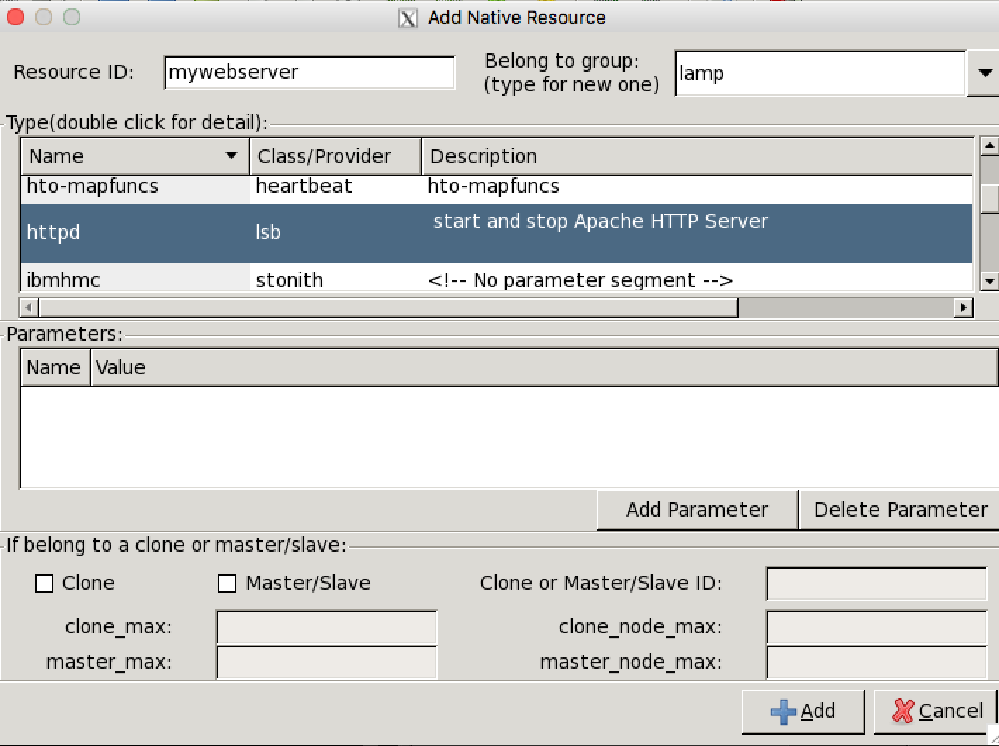 Add Native Resource
Resource ID:
mywebserver
Belong to group:
(type for new one)
lamp
Type(double click for detail):
Name Class/Provider Description
hto-mapfuncs heartbeat hto-mapfuncs
httpd lsb start and stop Apache HTTP Server
ibmhmc stonith <!-- No parameter segment -->
Parameters:
Name Value
Add Parameter Delete Parameter
If belong to a clone or master/slave:
Clone Master/Slave Clone or Master/Slave ID:
clone_max: clone_node_max:
master_max: master_node_max:
Add Cancel